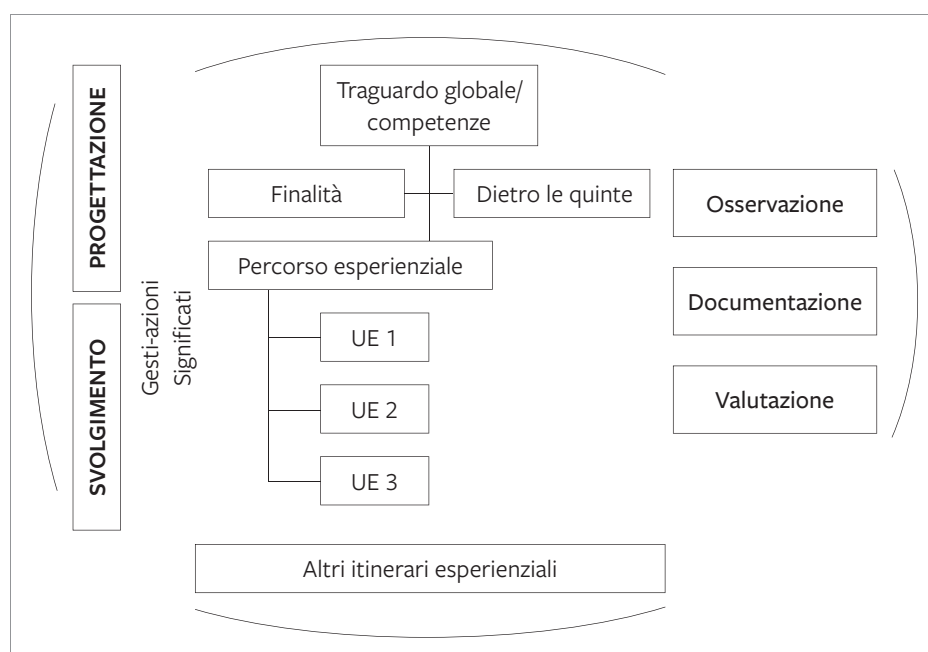 PROGETTAZIONE
SVOLGIMENTO
Gesti-azioni
Significati
Traguardo globale/
competenze
Finalità
Dietro le quinte
Percorso esperienziale
UE 1
UE 2
UE 3
Altri itinerari esperienziali
Osservazione
Documentazione
Valutazione